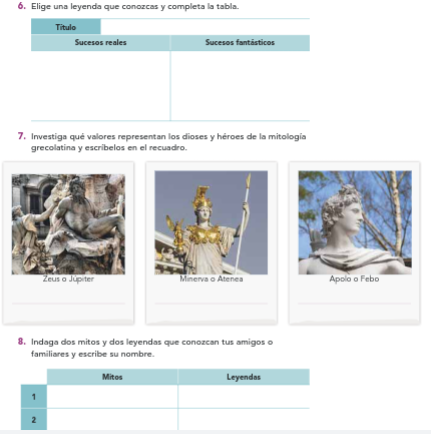 6. Elige una leyenda que conozcas y completa la tabla.
Título
Sucesos reales Sucesos fantásticos
7. Investiga qué valores representan los dioses y héroes de la mitología
grecolatina y escríbelos en el recuadro.
Zeus o Júpiter Minerva o Atenea Apolo o Febo
8. Indaga dos mitos y dos leyendas que conozcan tus amigos o
familiares y escribe su nombre.
Mitos Leyendas
1
2